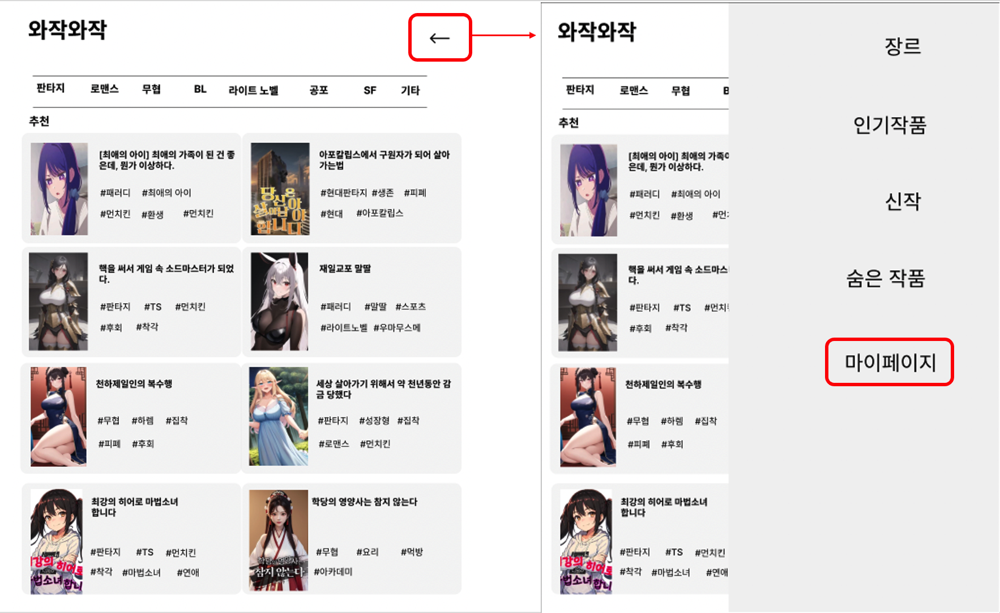 와작와작
←
판타지 로맨스 무협 BL 라이트 노벨 공포 SF 기타
추천
[최애의 아이] 최애의 가족이 된 건 좋
은데, 뭔가 이상하다.
#패러디 #최애의 아이
#먼치킨 #환생 #먼치킨
당신은
살아남아야
합니다
아포칼립스에서 구원자가 되어 살아
가는법
#현대판타지 #생존 #피폐
#현대 #아포칼립스
핵을 써서 게임 속 소드마스터가 되었
다.
#판타지 #TS #먼치킨
#후회 #착각
재일교포 말딸
#패러디 #말딸 #스포츠
#라이트노벨 #우마무스메
천하제일인의 복수행
#무협 #하렘 #집착
#피폐 #후회
세상 살아가기 위해서 약 천년동안 감
금 당했다
#판타지 #성장형 #집착
#로맨스 #먼치킨
최강의 히어로 마법소녀
합니다
#판타지 #TS #먼치킨
#착각 #마법소녀 #연애
강의 히어로
법소녀 합니
학당의 영양사는 참지 않는다
#무협 #요리 #먹방
#아카데미
학당의 영양사는
참지 않는다
와작와작
판타지 로맨스 무협 B
추천
[최애의 아이] 최애의 가족이
은데, 뭔가 이상하다.
#패러디 #최애의 아이
#먼치킨 #환생 #먼치
핵을 써서 게임 속 소드마스
다.
#판타지 #TS #먼치킨
#후회 #착각
천하제일인의 복수행
#무협 #하렘 #집착
#피폐 #후회
최강의 히어로 마법소녀
합니다
#판타지 #TS #먼치킨
#착각 #마법소녀 #연애
강의 히어로
법소녀 합니
장르
인기작품
신작
숨은 작품
마이페이지